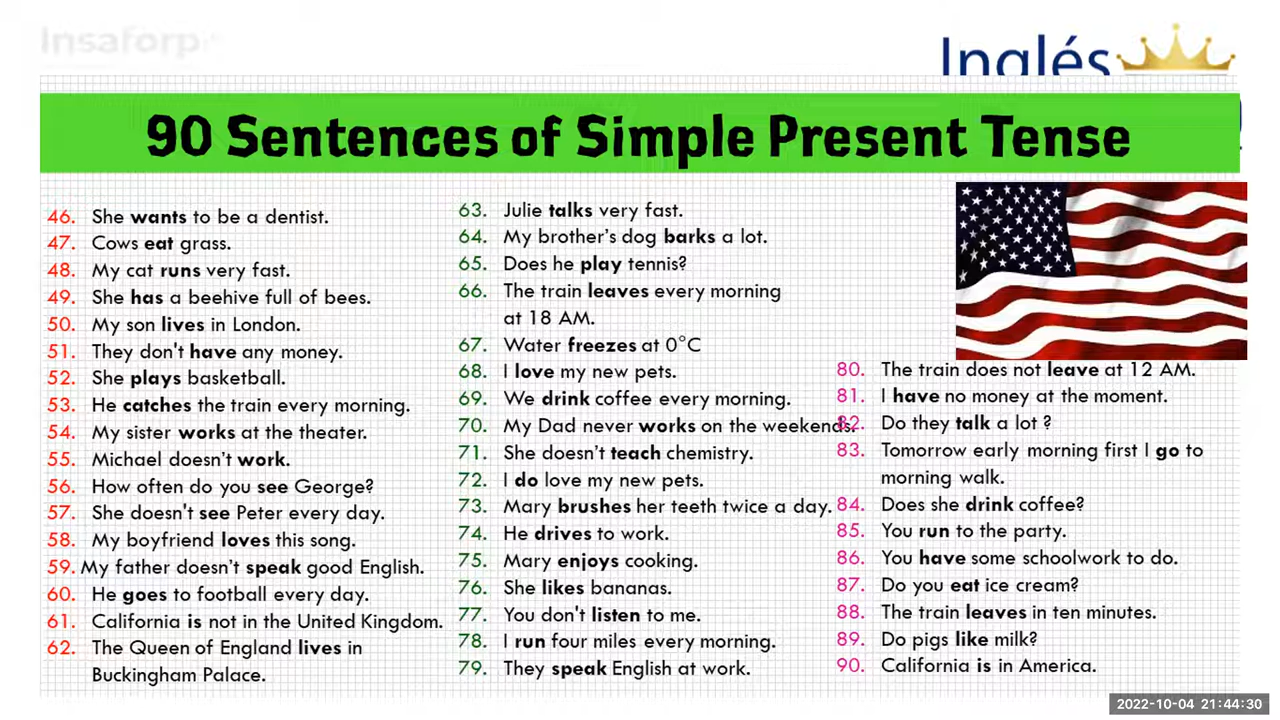 Insaforp
Inglés
90 Sentences of Simple Present Tense
46. She wants to be a dentist.
47. Cows eat grass.
48. My cat runs very fast.
49. She has a beehive full of bees.
50. My son lives in London.
51. They don't have any money.
52. She plays basketball.
53. He catches the train every morning.
54. My sister works at the theater.
55. Michael doesn't work.
56. How often do you see George?
57. She doesn't see Peter every day.
58. My boyfriend loves this song.
59. My father doesn't speak good English.
60. He goes to football every day.
61. California is not in the United Kingdom.
62. The Queen of England lives in
Buckingham Palace.
63. Julie talks very fast.
64. My brother's dog barks a lot.
65. Does he play tennis?
66. The train leaves every morning
at 18 AM.
67. Water freezes at 0°C
68. I love my new pets.
69. We drink coffee every morning.
70. My Dad never works on the weekends.
71. She doesn't teach chemistry.
72. I do love my new pets.
73. Mary brushes her teeth twice a day.
74. He drives to work.
75. Mary enjoys cooking.
76. She likes bananas.
77. You don't listen to me.
78. I run four miles every morning.
79. They speak English at work.
80. The train does not leave at 12 AM.
81. I have no money at the moment.
82. Do they talk a lot ?
83. Tomorrow early morning first I go to
morning walk.
84. Does she drink coffee?
85. You run to the party.
86. You have some schoolwork to do.
87. Do you eat ice cream?
88. The train leaves in ten minutes.
89. Do pigs like milk?
90. California is in America.
2022-10-04 21:44:30